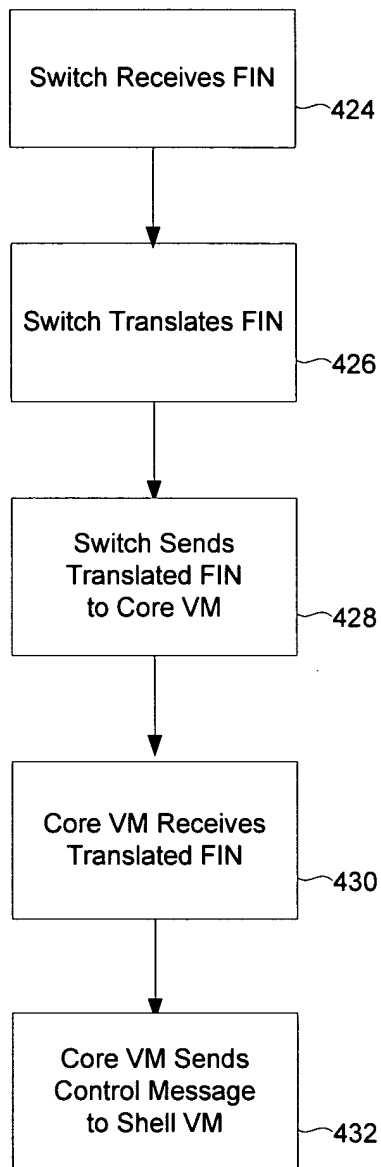 Switch Receives FIN
424
Switch Translates FIN
426
Switch Sends
Translated FIN
to Core VM
428
Core VM Receives
Translated FIN
430
Core VM Sends
Control Message
to Shell VM
432